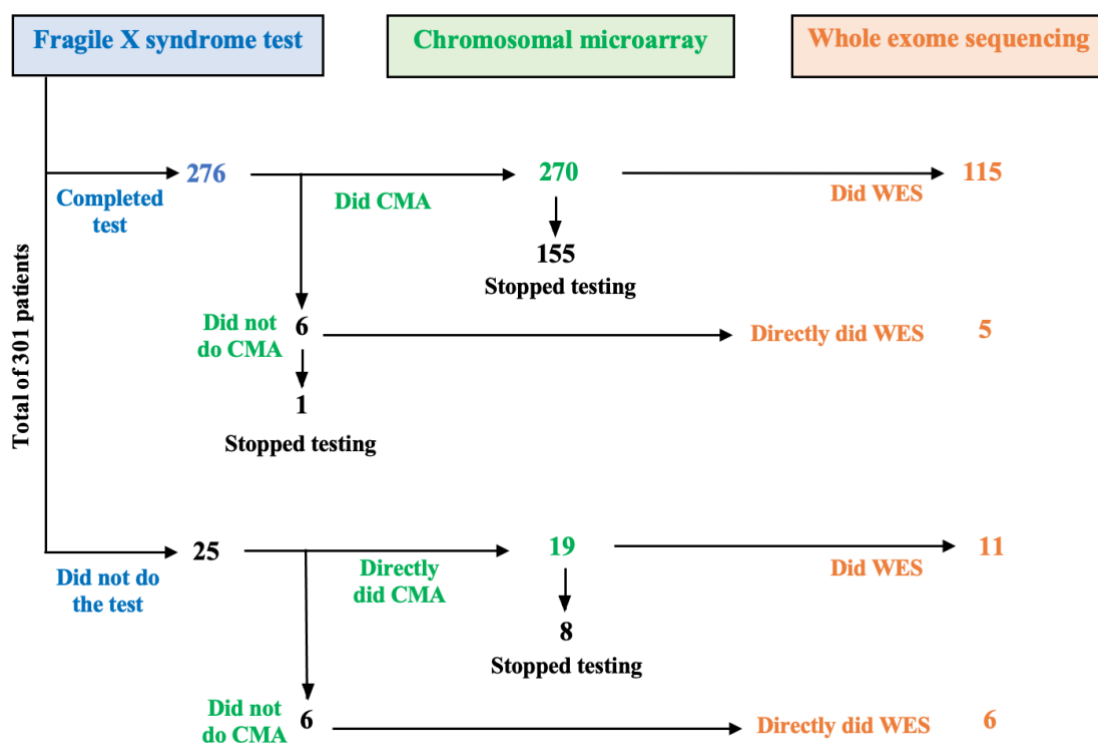 Fragile X syndrome test
Chromosomal microarray
Whole exome sequencing
Total of 301 patients
276
270
115
Completed
test
Did CMA
Did WES
155
Stopped testing
Did not
do CMA
6
Directly did WES
5
1
Stopped testing
25
19
11
Did not do
the test
Directly
did CMA
Did WES
8
Stopped testing
Did not
do CMA
6
Directly did WES
6